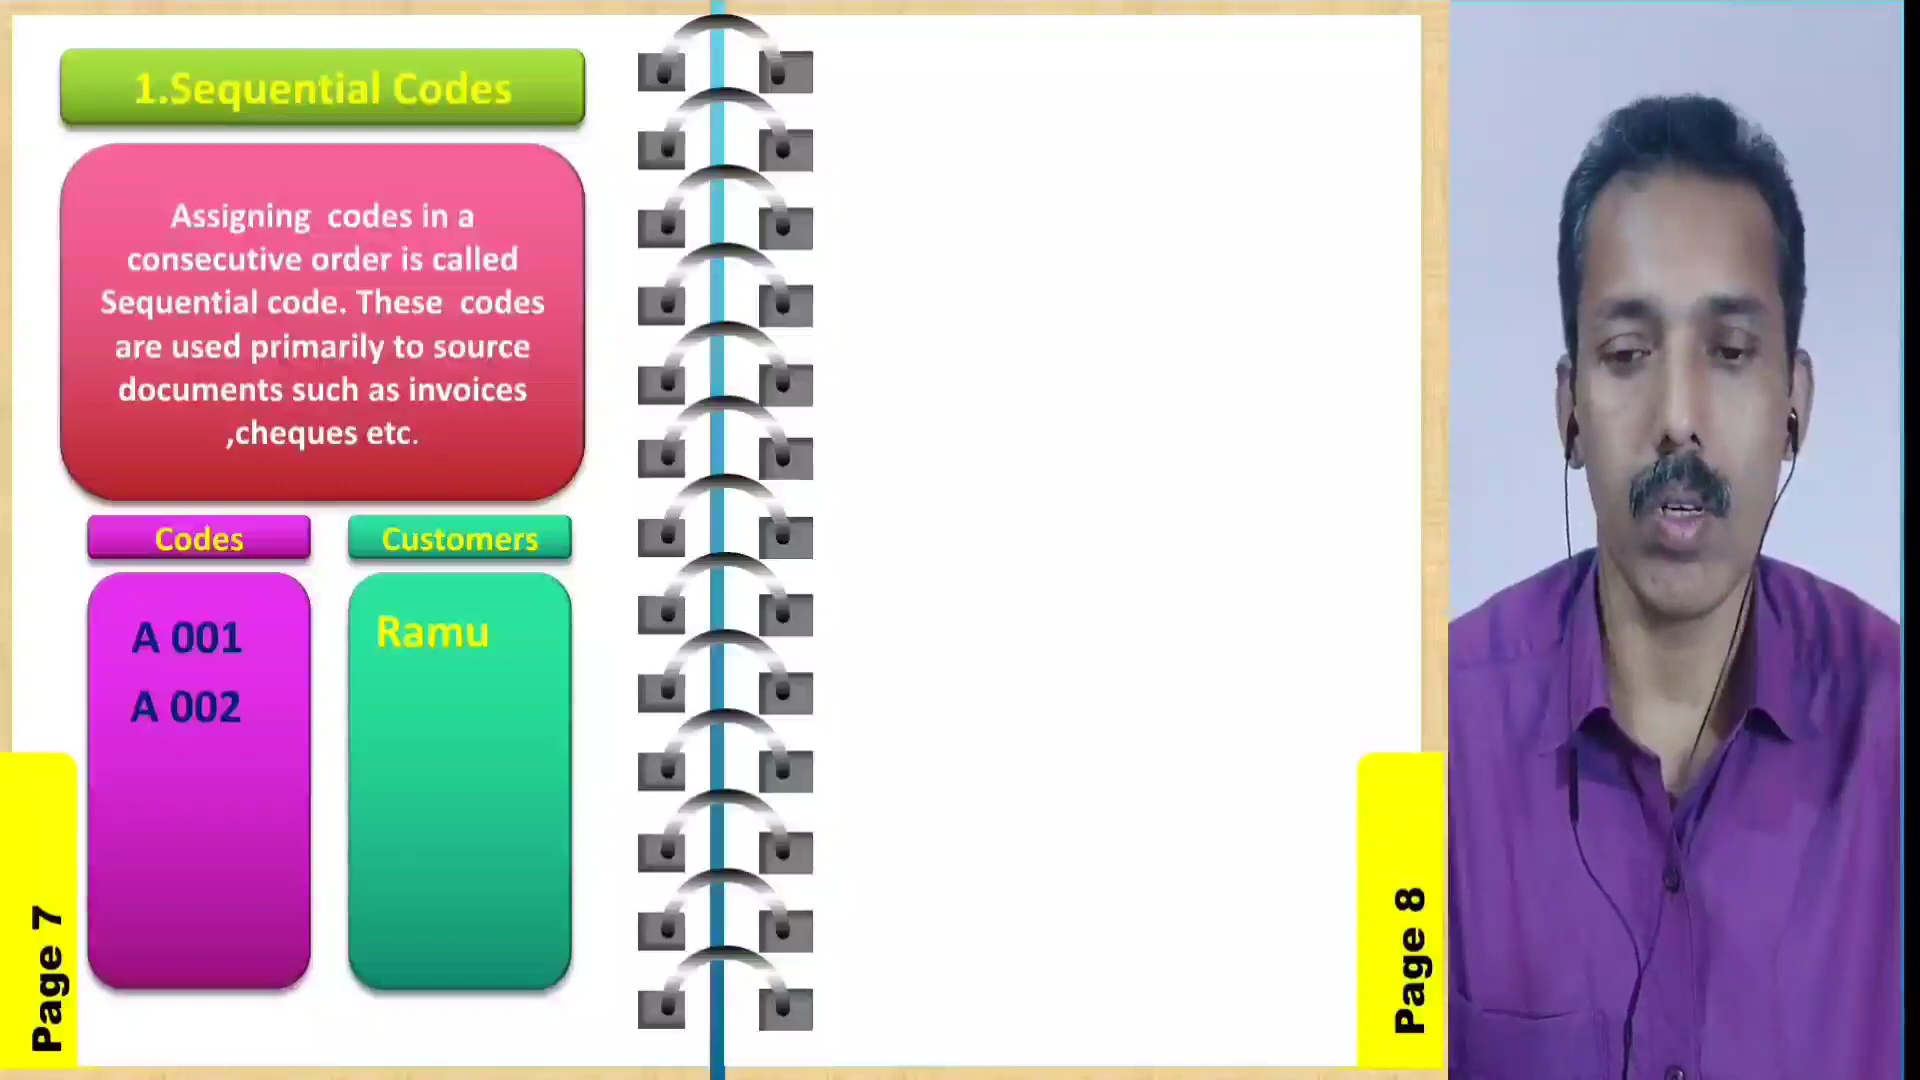 1.Sequential Codes
Assigning codes in a
consecutive order is called
Sequential code. These codes
are used primarily to source
documents such as invoices
,cheques etc.
Codes
Customers
A 001
Ramu
A 002
Page 7
Page 8